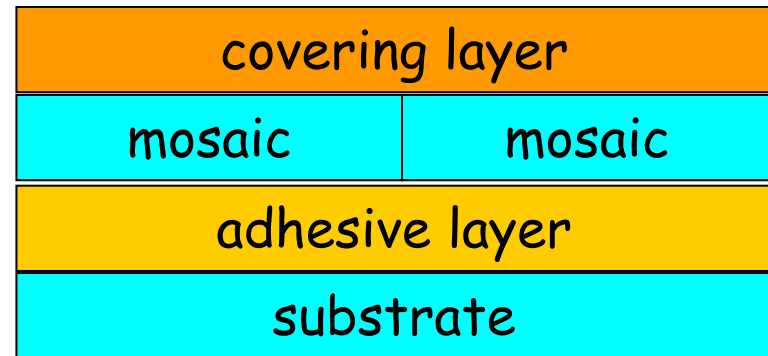 covering layer
mosaic mosaic
adhesive layer
substrate